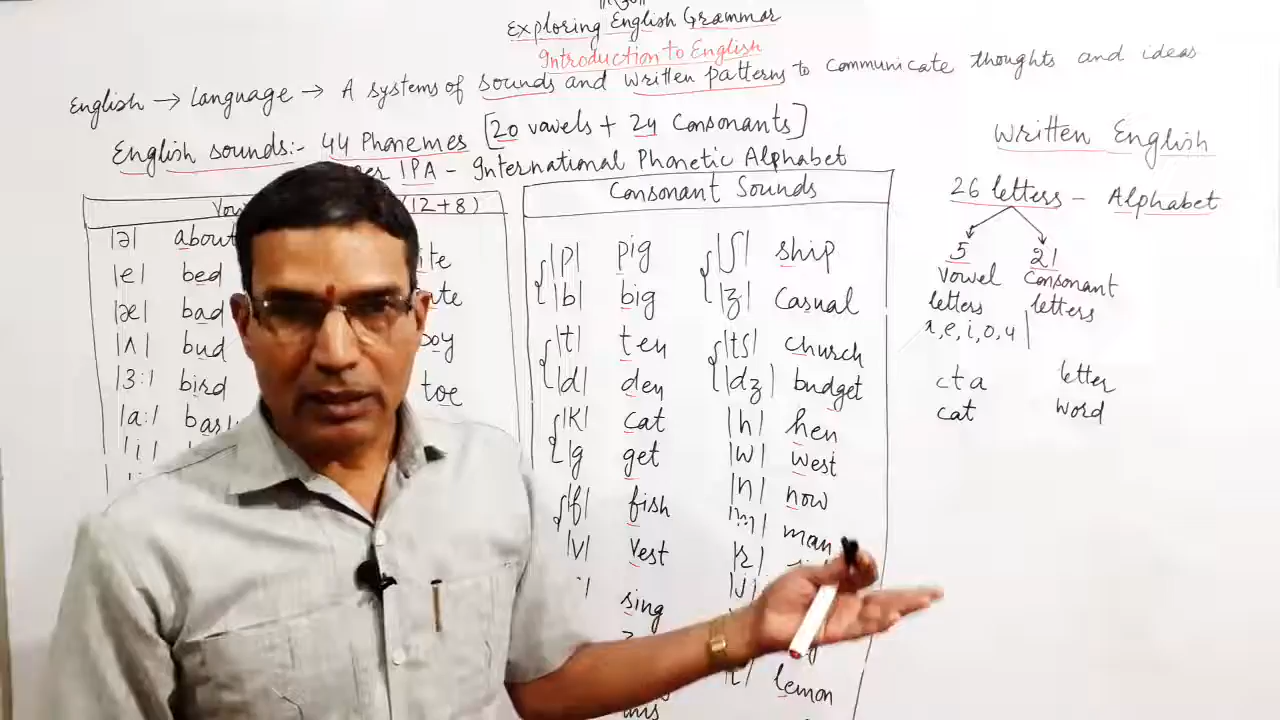 Exploring English Grammar
Introduction to English
English → Language → A systems of sounds and written patterns to communicate thoughts and ideas
English sounds:- 44 Phonemes [20 vowels + 24 Consonants]
IPA - International Phonetic Alphabet
(12+8)
|ə| about
|e| bed
|æ| bad
|ʌ| bud
|3:| bird
|a:|
|i|
boy
toe
Consonant Sounds
|p| pig |ʃ| ship
|b| big |ʒ| casual
|t| ten |tʃ| church
|d| den |dʒ| budget
|k| cat |h| hen
|g get |w| west
|f| fish |n| now
|v| vest |m| man
sing
lemon
Written English
26 letters - Alphabet
5 21
Vowel Consonant
letters letters
a, e, i, o, u
c t a letter
cat word